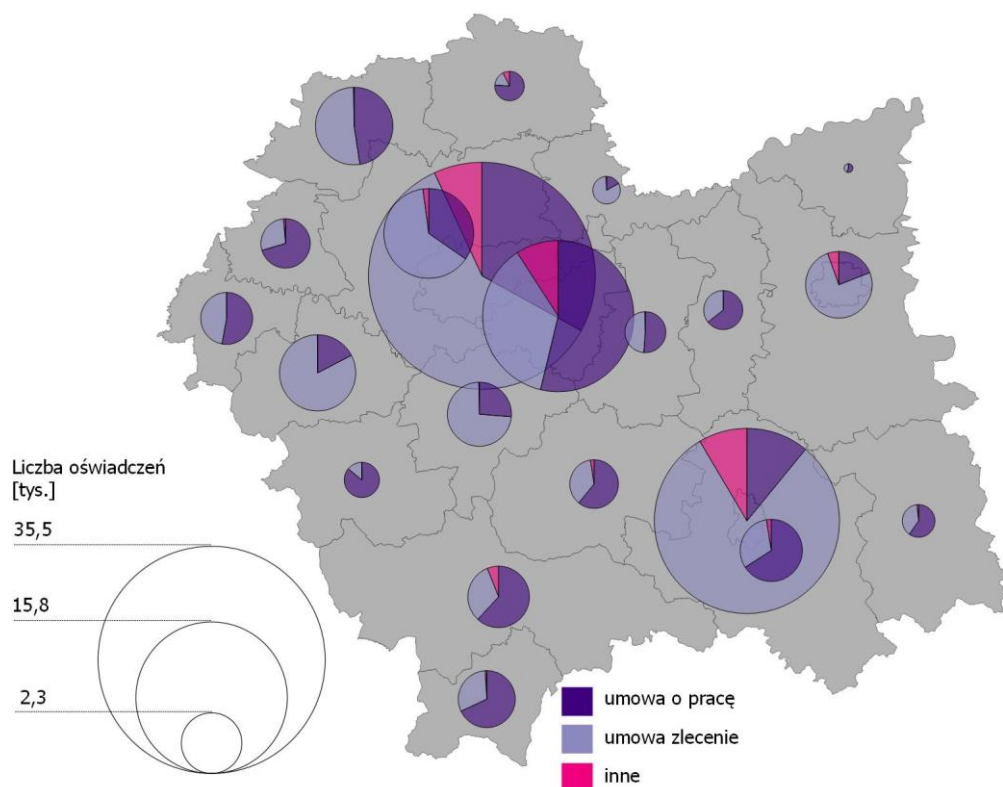 Liczba oświadczeń
[tys.]
35,5
15,8
2,3
umowa o pracę
umowa zlecenie
inne